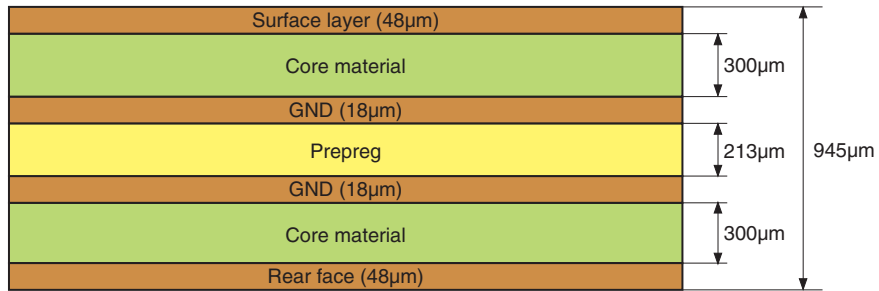 Surface layer (48μm)
Core material
300μm
GND (18μm)
Prepreg
213μm
945μm
GND (18μm)
Core material
300μm
Rear face (48μm)